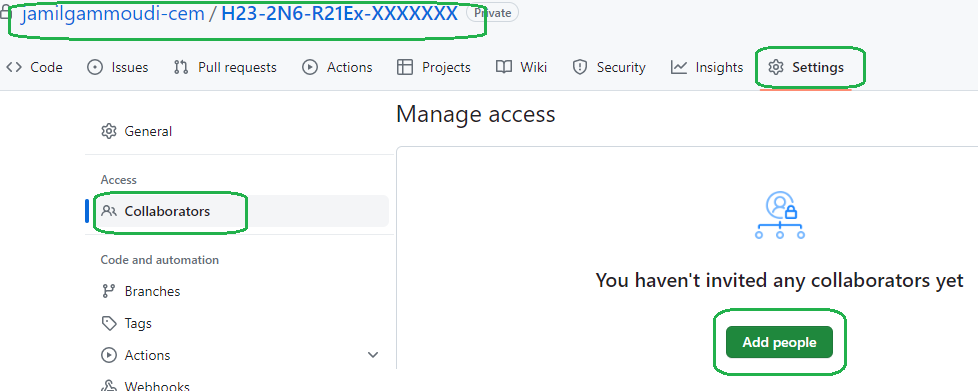 jamilgammoudi-cem / H23-2N6-R21Ex-XXXXXXX Private
Code Issues Pull requests Actions Projects Wiki Security Insights Settings
General
Access
Collaborators
Code and automation
Branches
Tags
Actions
Webhooks
Manage access
You haven't invited any collaborators yet
Add people